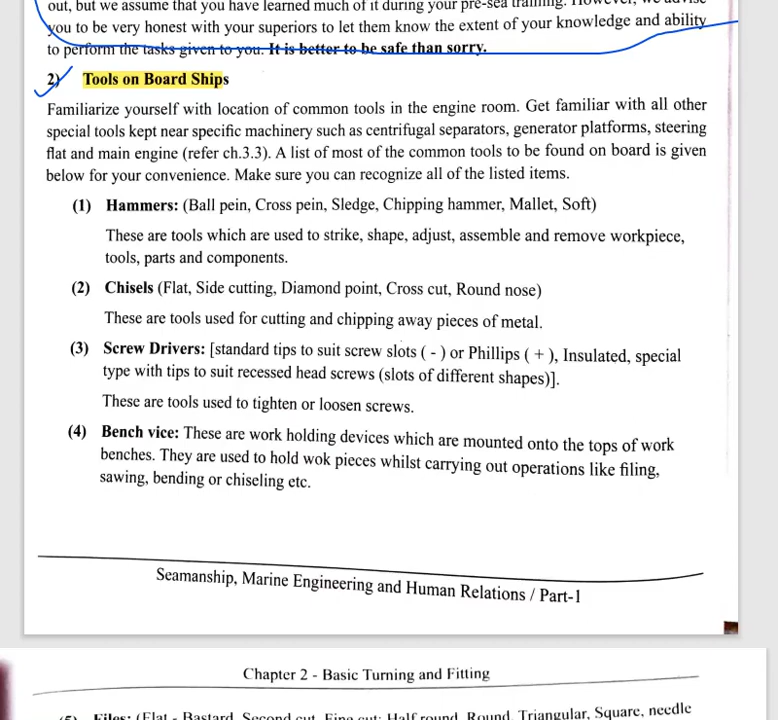 out, but we assume that you have learned much of it during your pre-sea training. However, we advise
you to be very honest with your superiors to let them know the extent of your knowledge and ability
to perform the tasks given to you. It is better to be safe than sorry.
2) Tools on Board Ships
Familiarize yourself with location of common tools in the engine room. Get familiar with all other
special tools kept near specific machinery such as centrifugal separators, generator platforms, steering
flat and main engine (refer ch.3.3). A list of most of the common tools to be found on board is given
below for your convenience. Make sure you can recognize all of the listed items.
(1) Hammers: (Ball pein, Cross pein, Sledge, Chipping hammer, Mallet, Soft)
These are tools which are used to strike, shape, adjust, assemble and remove workpiece,
tools, parts and components.
(2) Chisels (Flat, Side cutting, Diamond point, Cross cut, Round nose)
These are tools used for cutting and chipping away pieces of metal.
(3) Screw Drivers: [standard tips to suit screw slots ( - ) or Phillips ( + ), Insulated, special
type with tips to suit recessed head screws (slots of different shapes)].
These are tools used to tighten or loosen screws.
(4) Bench vice: These are work holding devices which are mounted onto the tops of work
benches. They are used to hold wok pieces whilst carrying out operations like filing,
sawing, bending or chiseling etc.
Seamanship, Marine Engineering and Human Relations / Part-1
Chapter 2 - Basic Turning and Fitting
(5) Files: (Flat - Bastard, Second cut, Fine cut; Half round, Round, Triangular, Square, needle